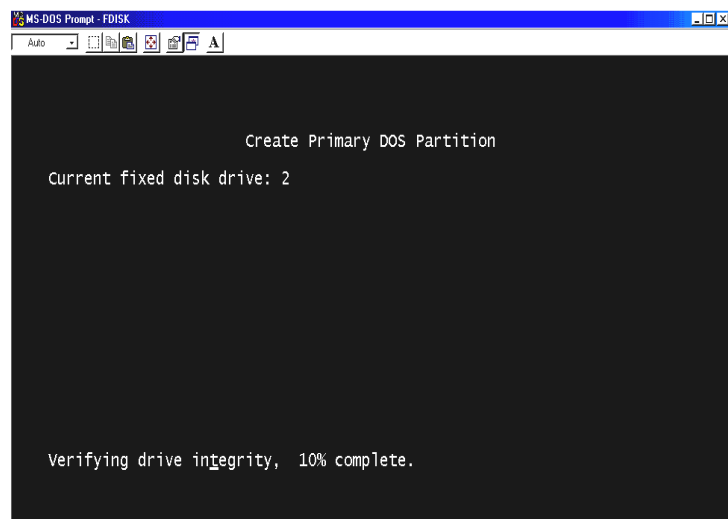 MS-DOS Prompt - FDISK
Auto
A
Create Primary DOS Partition
Current fixed disk drive: 2
Verifying drive integrity, 10% complete.